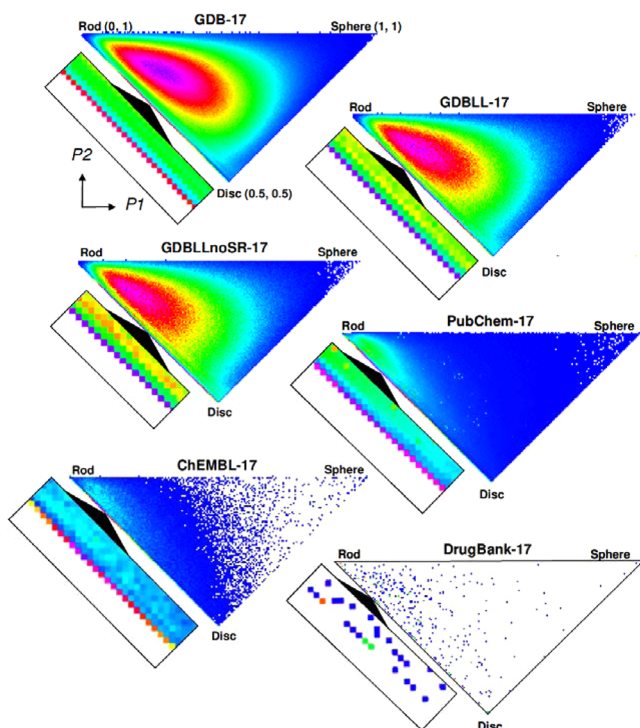 GDB-17
Rod (0, 1)
Sphere (1, 1)
Disc (0.5, 0.5)
P2
P1
GDBLL-17
Rod
Sphere
Disc
GDBLLnoSR-17
Rod
Sphere
Disc
PubChem-17
Rod
Sphere
Disc
ChEMBL-17
Rod
Sphere
Disc
DrugBank-17
Rod
Sphere
Disc